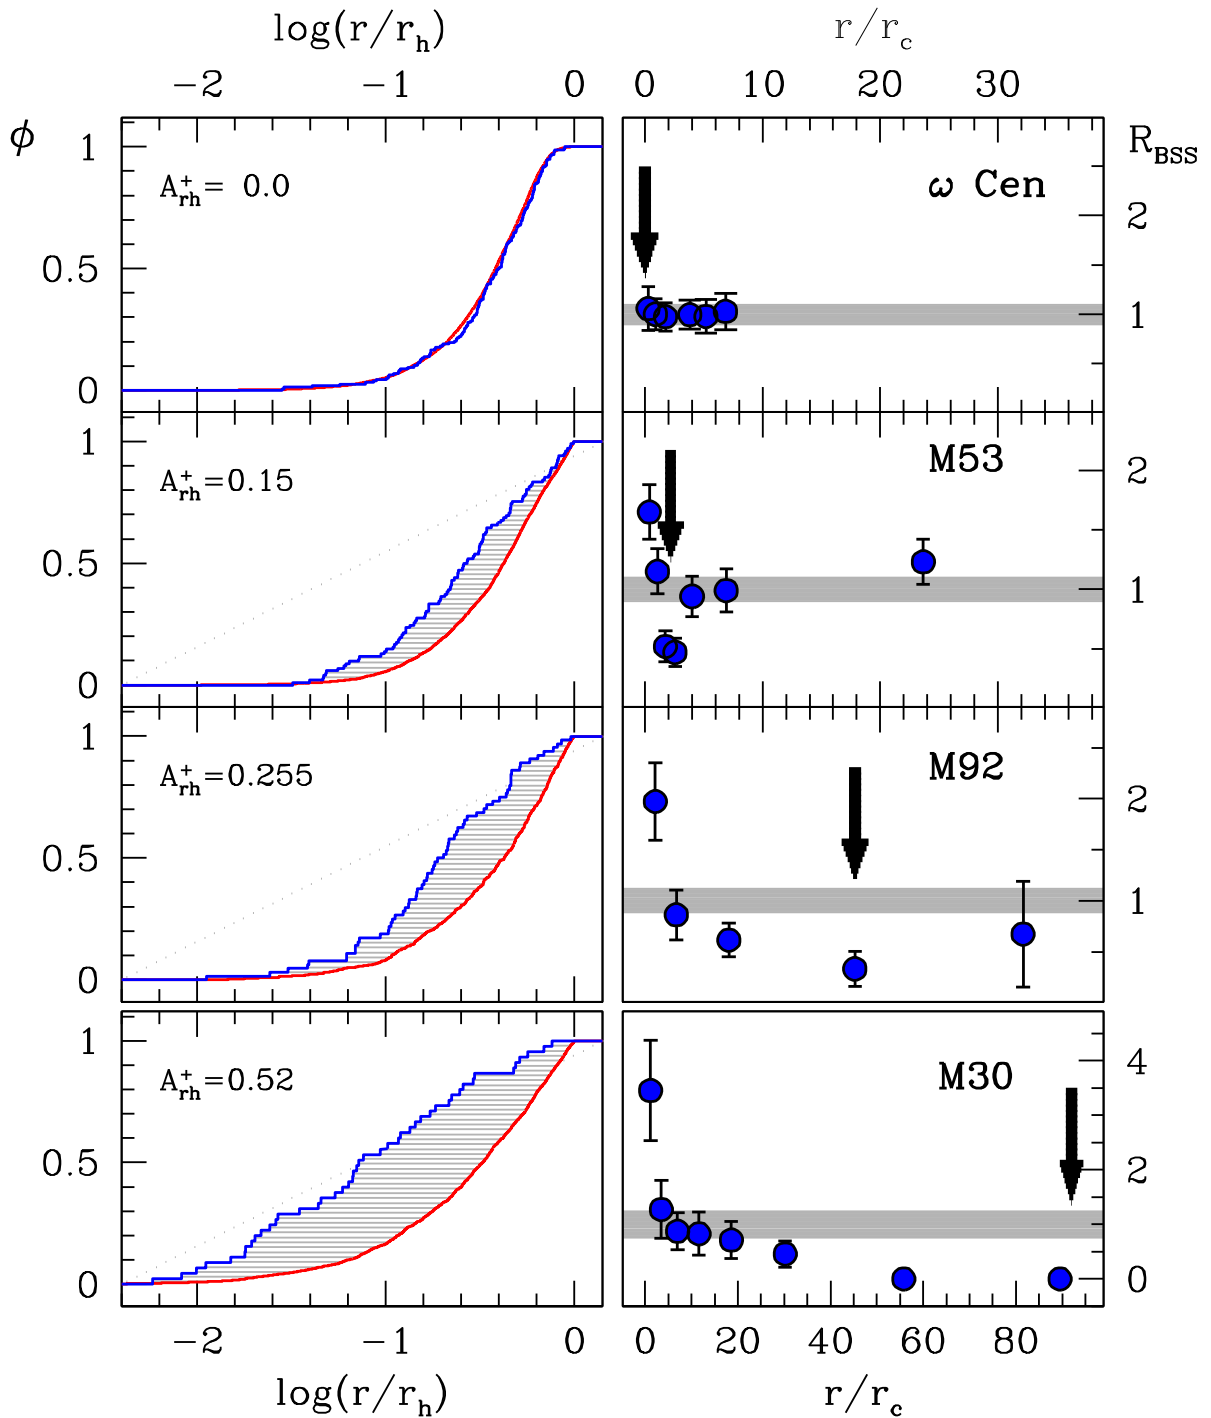 log(r/r_h) r/r_c
-2 -1 0 0 10 20 30
ϕ R_BSS
1 A^+_rh= 0.0 ω Cen 2
0.5 1
0
1 A^+_rh=0.15 M53 2
0.5 1
0
1 A^+_rh=0.255 M92 2
0.5 1
0
1 A^+_rh=0.52 M30 4
0.5 2
0 0
-2 -1 0 0 20 40 60 80
log(r/r_h) r/r_c